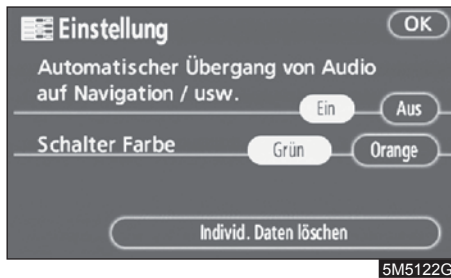 Einstellung
OK
Automatischer Übergang von Audio
auf Navigation / usw.
Ein
Aus
Schalter Farbe
Grün
Orange
Individ. Daten löschen
5M5122G